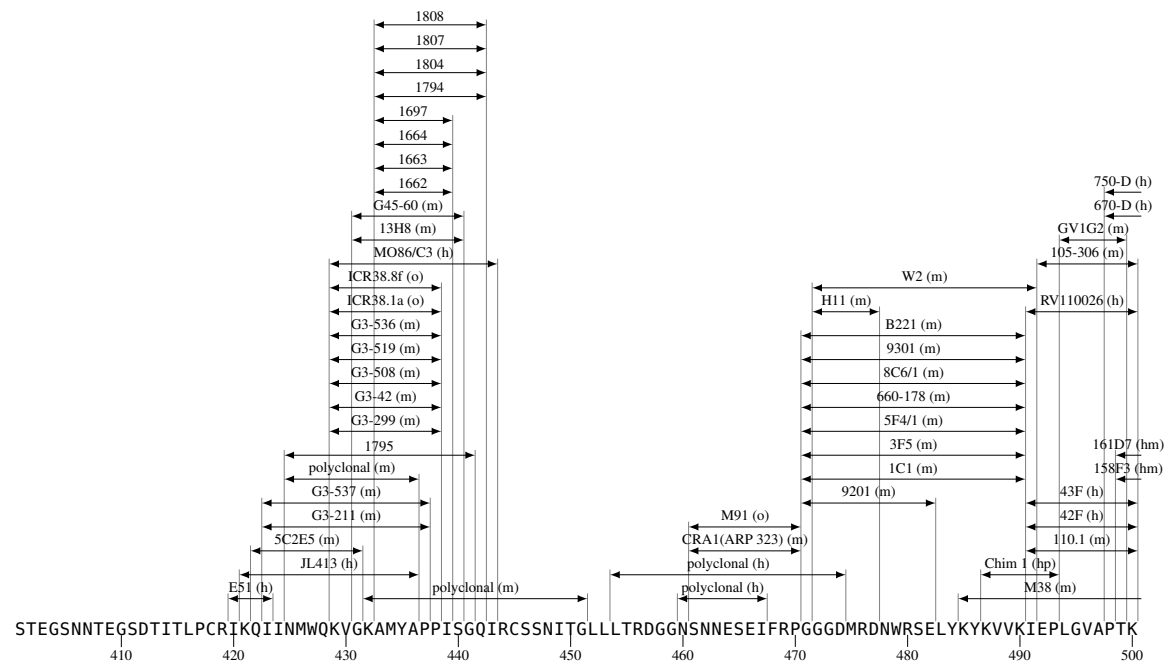 1808
1807
1804
1794
1697
1664
1663
1662
750-D (h)
G45-60 (m)
670-D (h)
13H8 (m)
GV1G2 (m)
MO86/C3 (h)
105-306 (m)
ICR38.8f (o)
W2 (m)
ICR38.1a (o)
H11 (m)
RV110026 (h)
G3-536 (m)
B221 (m)
G3-519 (m)
9301 (m)
G3-508 (m)
8C6/1 (m)
G3-42 (m)
660-178 (m)
G3-299 (m)
5F4/1 (m)
1795
3F5 (m)
161D7 (hm)
polyclonal (m)
1C1 (m)
158F3 (hm)
G3-537 (m)
9201 (m)
43F (h)
G3-211 (m)
M91 (o)
42F (h)
5C2E5 (m)
CRA1(ARP 323) (m)
110.1 (m)
JL413 (h)
polyclonal (h)
Chim 1 (hp)
E51 (h)
polyclonal (m)
polyclonal (h)
M38 (m)
STEGSNNTEGSDTITLPCRIKQIINMWQKVGKAMYAPPISGQIRCSSNITGLLLTRDGGNSNNESEIFRPGGGDMRDNWRSELYKYKVVKIEPLGVAPTK
410 420 430 440 450 460 470 480 490 500